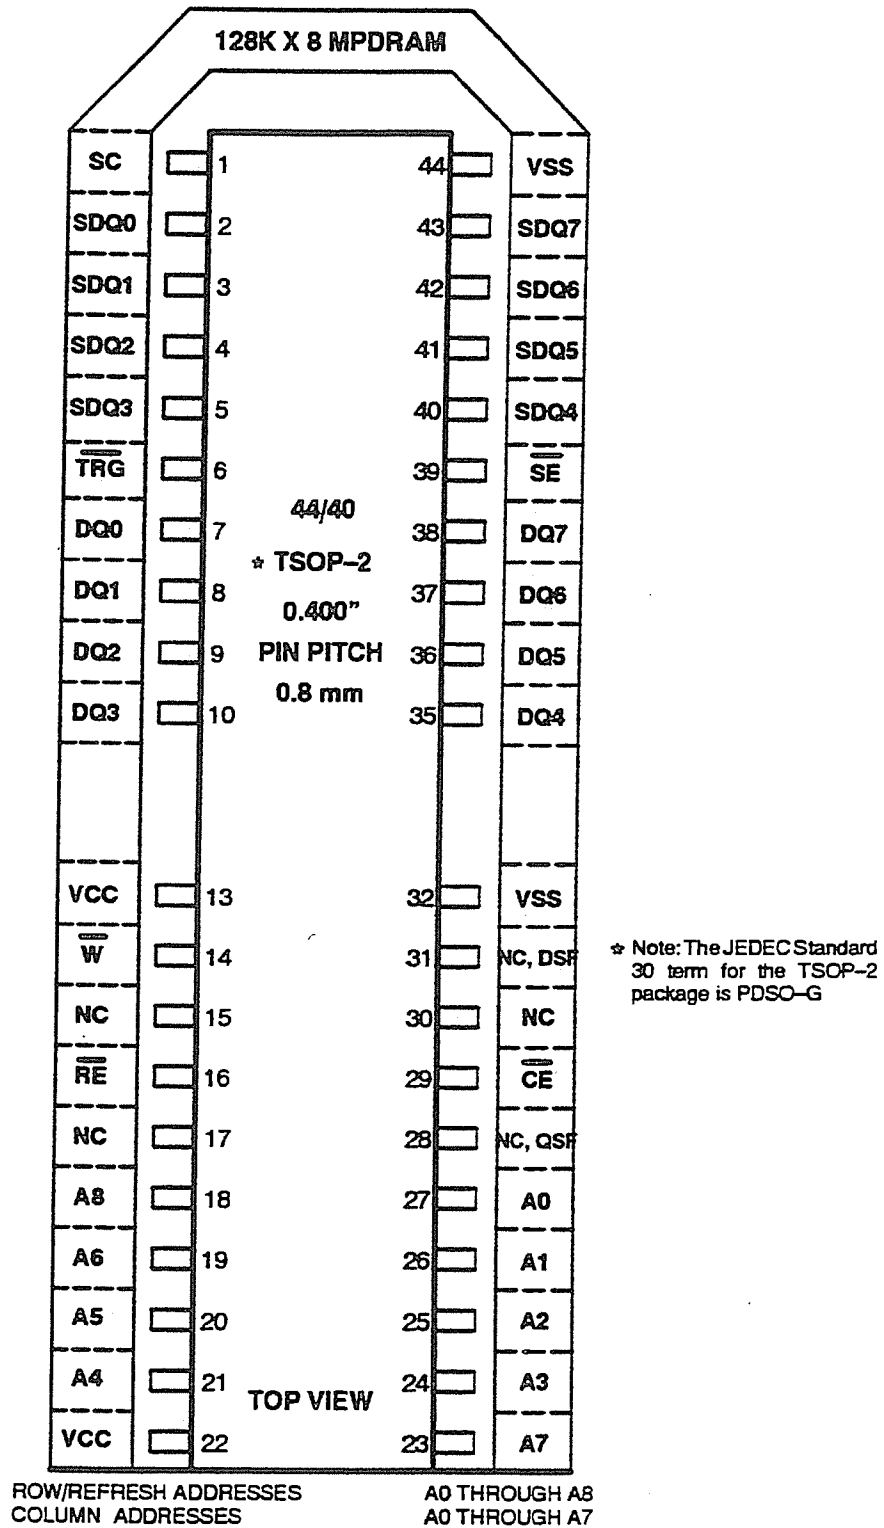 128K X 8 MPDRAM
SC 1 44 VSS
SDQ0 2 43 SDQ7
SDQ1 3 42 SDQ6
SDQ2 4 41 SDQ5
SDQ3 5 40 SDQ4
TRG 6 39 SE
44/40
DQ0 7 38 DQ7
☆ TSOP–2
DQ1 8 37 DQ6
0.400”
DQ2 9 PIN PITCH 36 DQ5
0.8 mm
DQ3 10 35 DQ4
VCC 13 32 VSS
W 14 31 NC, DSF
NC 15 30 NC
RE 16 29 CE
NC 17 28 NC, QSF
A8 18 27 A0
A6 19 26 A1
A5 20 25 A2
A4 21 24 A3
TOP VIEW
VCC 22 23 A7
☆ Note: The JEDEC Standard
30 term for the TSOP–2
package is PDSO–G
ROW/REFRESH ADDRESSES A0 THROUGH A8
COLUMN ADDRESSES A0 THROUGH A7